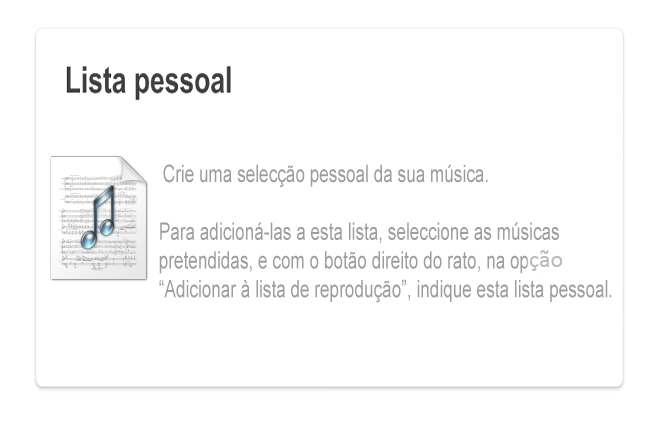 Lista pessoal
Crie uma selecção pessoal da sua música.
Para adicioná-las a esta lista, seleccione as músicas
pretendidas, e com o botão direito do rato, na opção
“Adicionar à lista de reprodução”, indique esta lista pessoal.